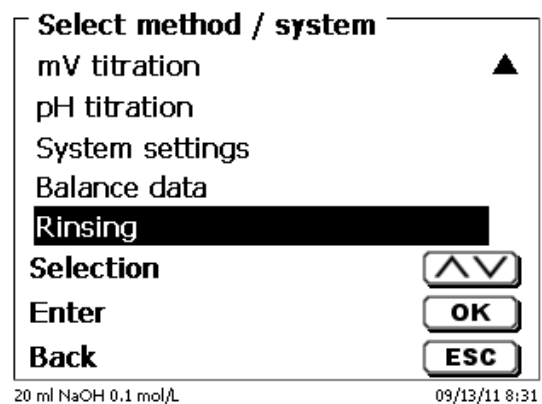 Select method / system
mV titration
pH titration
System settings
Balance data
Rinsing
Selection
Enter OK
Back ESC
20 ml NaOH 0.1 mol/L 09/13/11 8:31